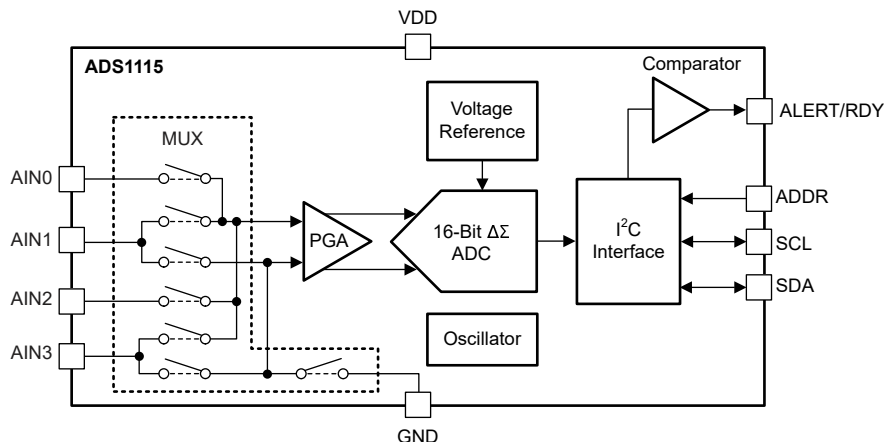 VDD
ADS1115
Comparator
Voltage
Reference
ALERT/RDY
MUX
AIN0
ADDR
AIN1
PGA
16-Bit ΔΣ
ADC
I²C
Interface
SCL
AIN2
SDA
Oscillator
AIN3
GND